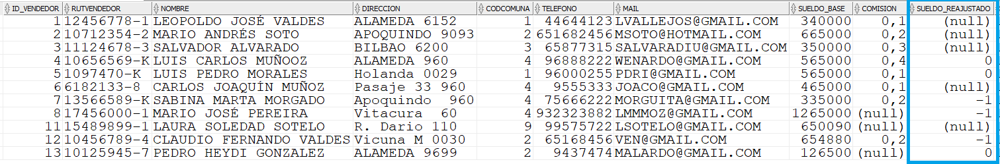 ID_VENDEDOR RUTVENDEDOR NOMBRE DIRECCION CODCOMUNA TELEFONO MAIL SUELDO_BASE COMISION SUELDO_REAJUSTADO
1 12456778-1 LEOPOLDO JOSÉ VALDES ALAMEDA 6152 1 44644123 LVALLEJOS@GMAIL.COM 340000 0,1 (null)
2 10712354-2 MARIO ANDRÉS SOTO APOQUINDO 9093 2 651682456 MSOTO@HOTMAIL.COM 665000 0,2 (null)
3 11124678-3 SALVADOR ALVARADO BILBAO 6200 3 65877315 SALVARADIU@GMAIL.COM 350000 0,3 (null)
4 10656569-K LUIS CARLOS MUÑOOZ ALAMEDA 960 4 96888222 WENARDO@GMAIL.COM 565000 0,4 0
5 1097470-K LUIS PEDRO MORALES Holanda 0029 1 96000255 PDRI@GMAIL.COM 565000 0,1 0
6 6182133-8 CARLOS JOAQUÍN MUÑOZ Pasaje 33 960 4 9555333 JOACO@GMAIL.COM 465000 0,1 (null)
7 13566589-K SABINA MARTA MORGADO Apoquindo 960 4 75666222 MORGUITA@GMAIL.COM 335000 0,2 -1
8 17456000-1 MARIO JOSÉ PEREIRA Vitacura 60 4 932323882 LMMMOZ@GMAIL.COM 1265000 (null) -1
11 15489899-1 LAURA SOLEDAD SOTELO R. Dario 110 9 99575722 LSOTELO@GMAIL.COM 650090 (null) (null)
12 10456789-4 CLAUDIO FERNANDO VALDES Vicuna M 0030 2 65168456 VEN@GMAIL.COM 654880 0,2 -1
13 10125945-7 PEDRO HEYDI GONZALEZ ALAMEDA 9699 2 9437474 MALARDO@GMAIL.COM 126500 (null) 0